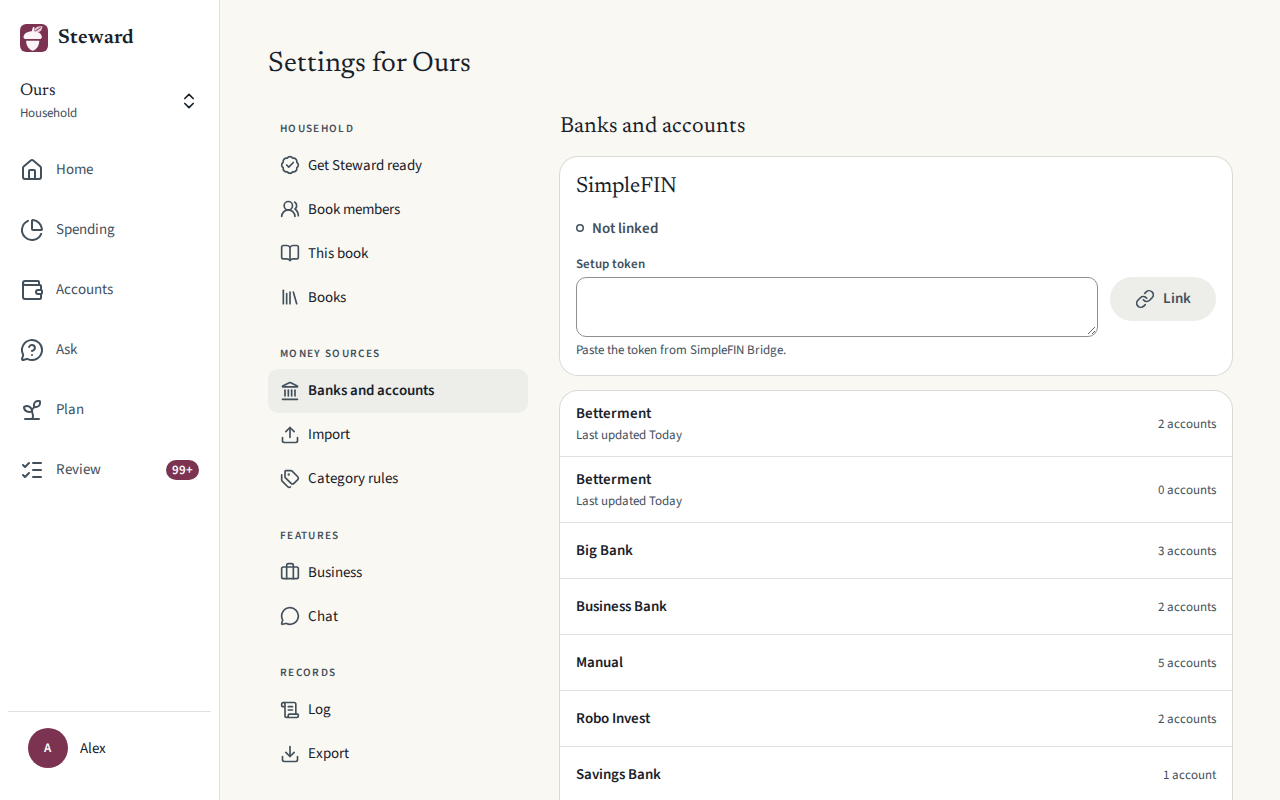 Steward
Ours
Household
Home
Spending
Accounts
Ask
Plan
Review 99+
A Alex
Settings for Ours
HOUSEHOLD
Get Steward ready
Book members
This book
Books
MONEY SOURCES
Banks and accounts
Import
Category rules
FEATURES
Business
Chat
RECORDS
Log
Export
Banks and accounts
SimpleFIN
Not linked
Setup token
Link
Paste the token from SimpleFIN Bridge.
Betterment
Last updated Today
2 accounts
Betterment
Last updated Today
0 accounts
Big Bank 3 accounts
Business Bank 2 accounts
Manual 5 accounts
Robo Invest 2 accounts
Savings Bank 1 account